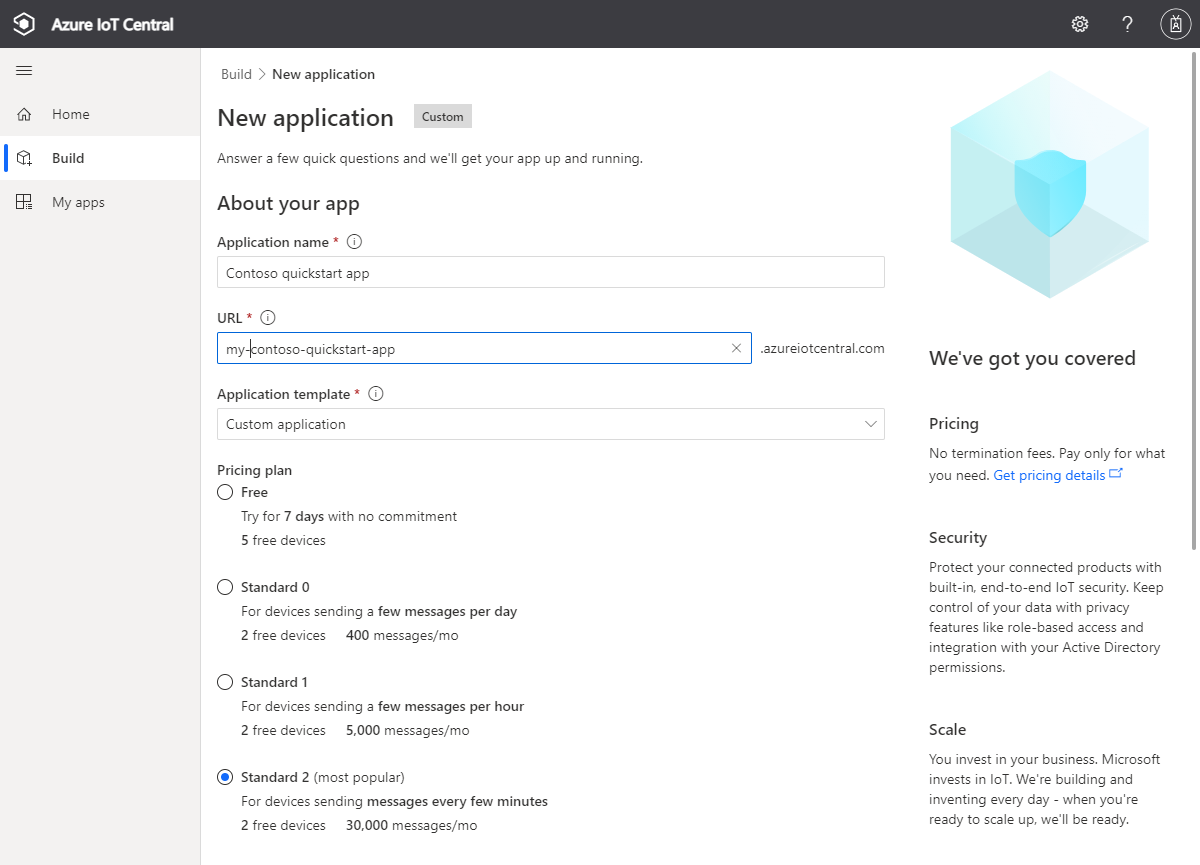 Azure IoT Central
?
Home
Build
My apps
Build > New application
New application Custom
Answer a few quick questions and we'll get your app up and running.
About your app
Application name * i
Contoso quickstart app
URL * i
my-contoso-quickstart-app
.azureiotcentral.com
Application template * i
Custom application
Pricing plan
Free
Try for 7 days with no commitment
5 free devices
Standard 0
For devices sending a few messages per day
2 free devices 400 messages/mo
Standard 1
For devices sending a few messages per hour
2 free devices 5,000 messages/mo
Standard 2 (most popular)
For devices sending messages every few minutes
2 free devices 30,000 messages/mo
We've got you covered
Pricing
No termination fees. Pay only for what
you need. Get pricing details
Security
Protect your connected products with
built-in, end-to-end IoT security. Keep
control of your data with privacy
features like role-based access and
integration with your Active Directory
permissions.
Scale
You invest in your business. Microsoft
invests in IoT. We're building and
inventing every day - when you're
ready to scale up, we'll be ready.